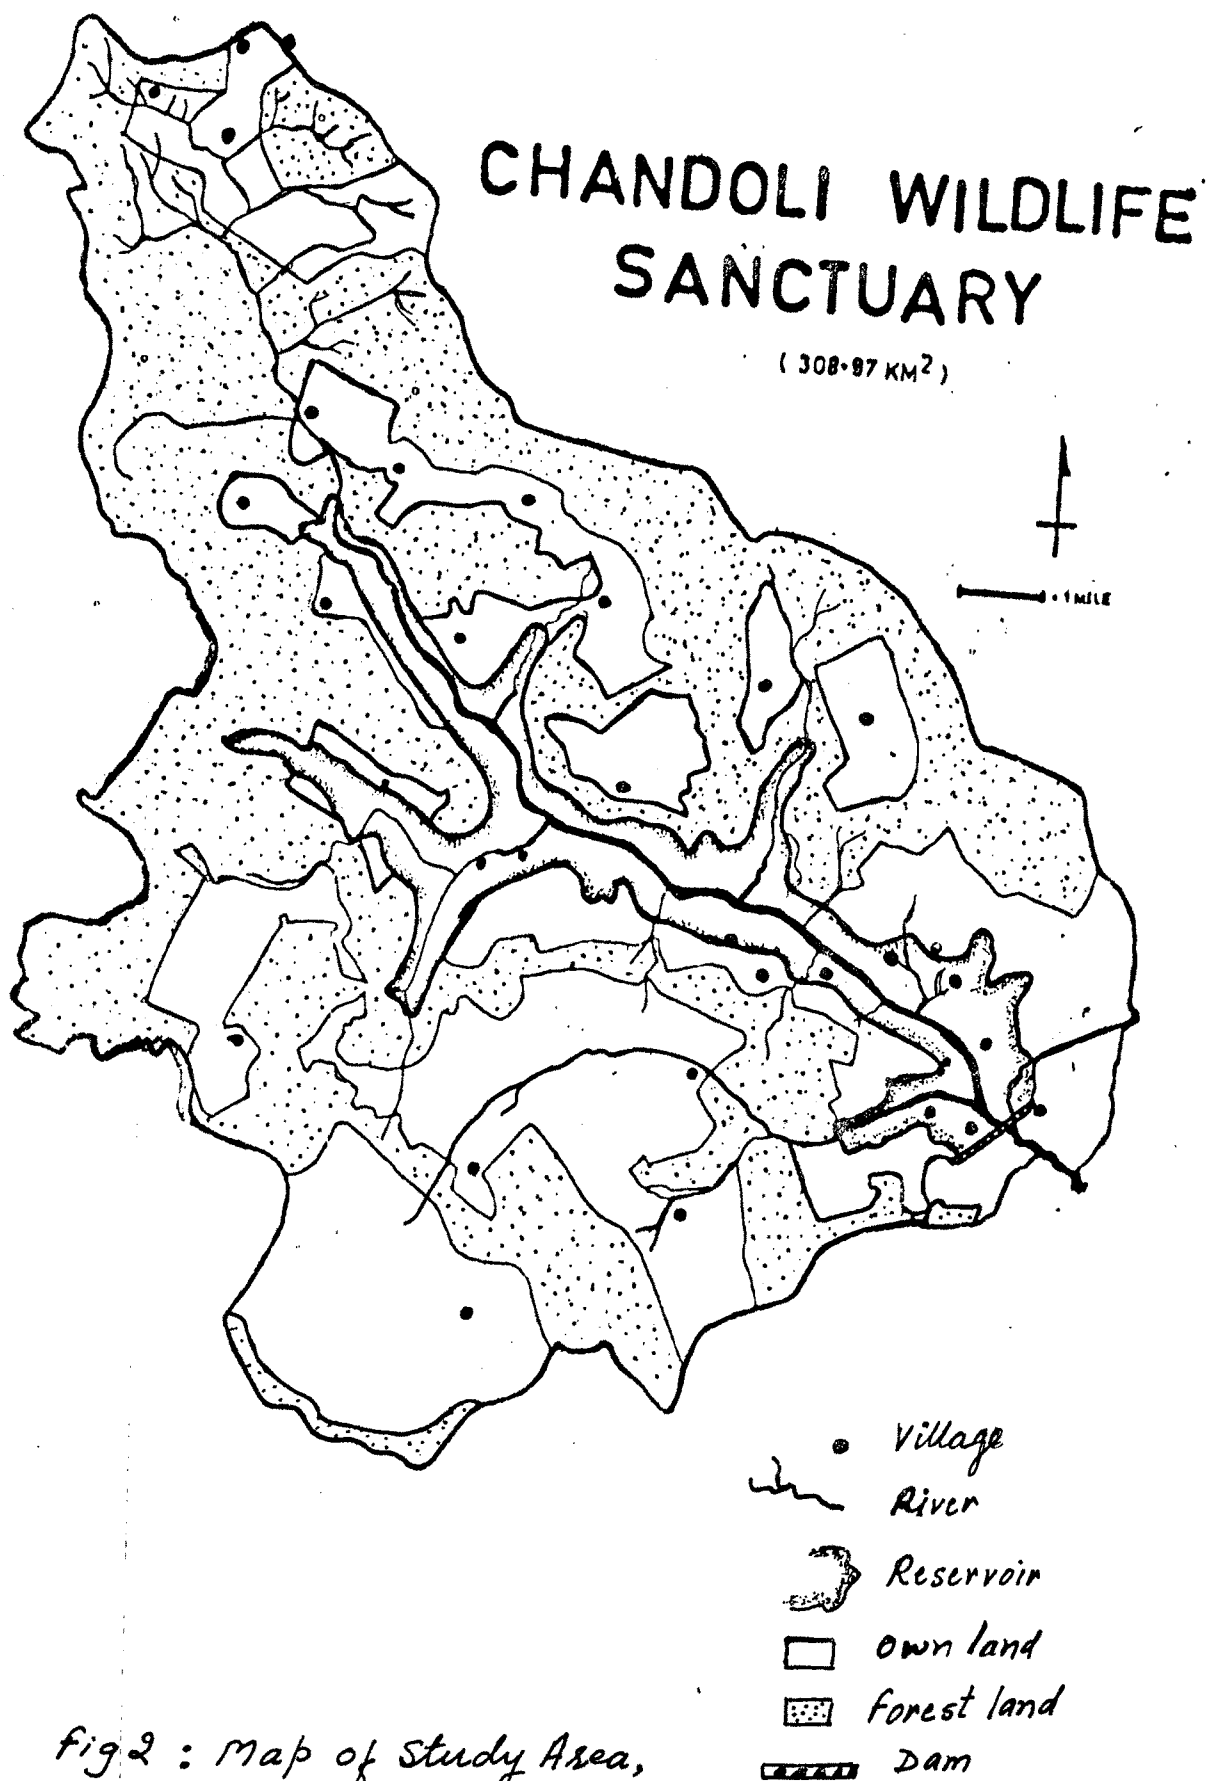 CHANDOLI WILDLIFE
SANCTUARY
(308.97 KM²)
1 MILE
Village
River
Reservoir
Own land
Forest land
Dam
Fig 2 : Map of Study Area,